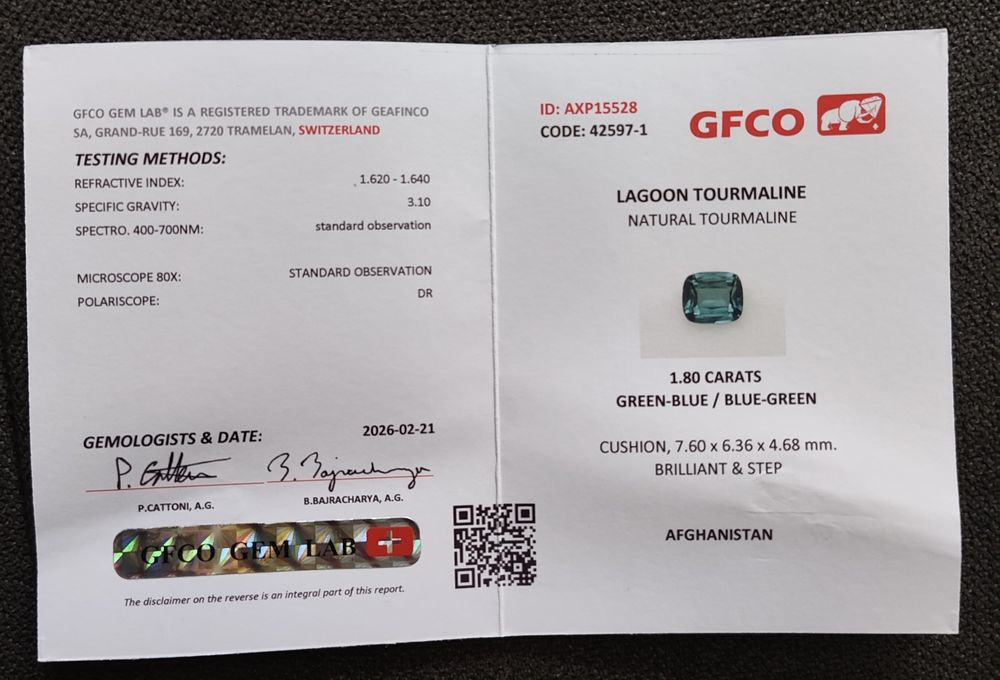 GFCO GEM LAB® IS A REGISTERED TRADEMARK OF GEAFINCO
SA, GRAND-RUE 169, 2720 TRAMELAN, SWITZERLAND
TESTING METHODS:
REFRACTIVE INDEX: 1.620 - 1.640
SPECIFIC GRAVITY: 3.10
SPECTRO. 400-700NM: standard observation
MICROSCOPE 80X: STANDARD OBSERVATION
POLARISCOPE: DR
GEMOLOGISTS & DATE: 2026-02-21
P. Cattoni B. Bajracharya
P.CATTONI, A.G. B.BAJRACHARYA, A.G.
GFCO GEM LAB
The disclaimer on the reverse is an integral part of this report.
ID: AXP15528
CODE: 42597-1
GFCO
LAGOON TOURMALINE
NATURAL TOURMALINE
1.80 CARATS
GREEN-BLUE / BLUE-GREEN
CUSHION, 7.60 x 6.36 x 4.68 mm.
BRILLIANT & STEP
AFGHANISTAN